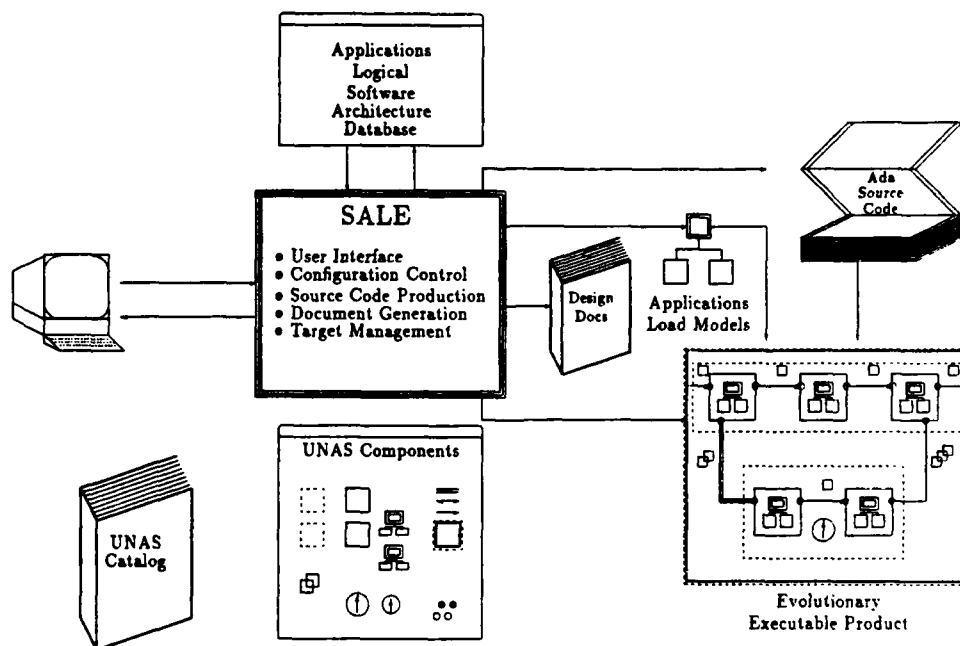 Applications
Logical
Software
Architecture
Database
SALE
• User Interface
• Configuration Control
• Source Code Production
• Document Generation
• Target Management
Ada
Source
Code
Design
Docs
Applications
Load Models
UNAS Components
UNAS
Catalog
Evolutionary
Executable Product